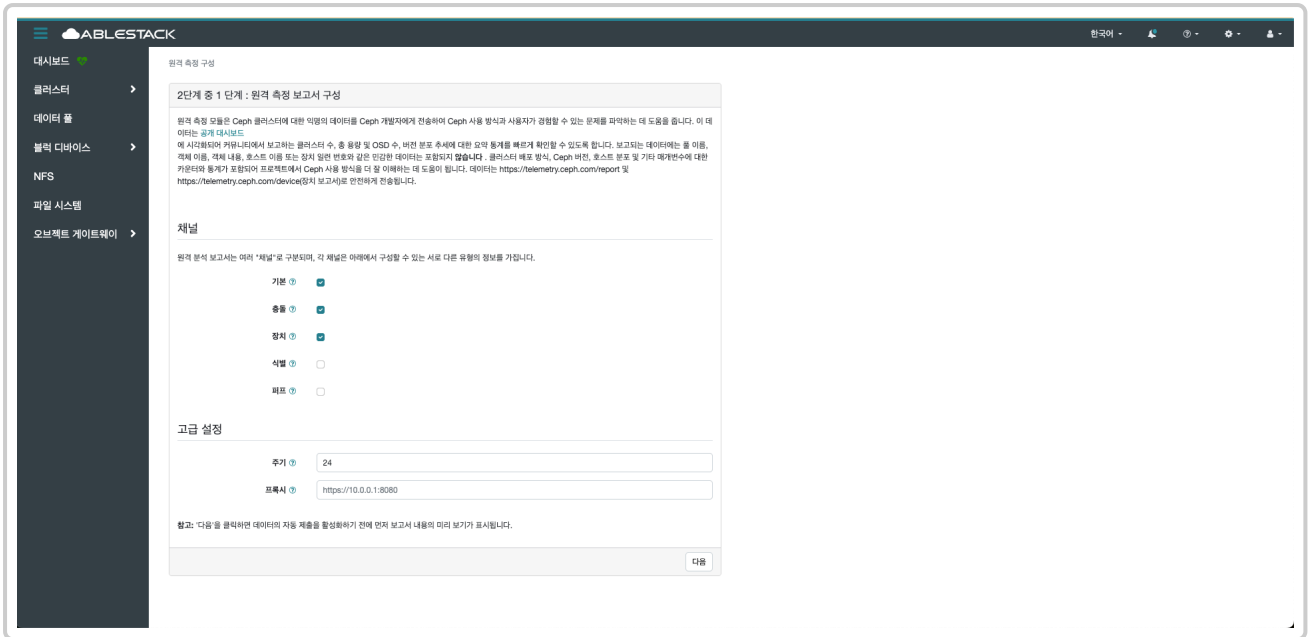 ABLESTACK
한국어
대시보드
클러스터
데이터 풀
블럭 디바이스
NFS
파일 시스템
오브젝트 게이트웨이
원격 측정 구성
2단계 중 1 단계 : 원격 측정 보고서 구성
원격 측정 모듈은 Ceph 클러스터에 대한 익명의 데이터를 Ceph 개발자에게 전송하여 Ceph 사용 방식과 사용자가 경험할 수 있는 문제를 파악하는 데 도움을 줍니다. 이 데
이터는 공개 대시보드
에 시각화되어 커뮤니티에서 보고하는 클러스터 수, 총 용량 및 OSD 수, 버전 분포 추세에 대한 요약 통계를 빠르게 확인할 수 있도록 합니다. 보고되는 데이터에는 풀 이름,
객체 이름, 객체 내용, 호스트 이름 또는 장치 일련 번호와 같은 민감한 데이터는 포함되지 않습니다 . 클러스터 배포 방식, Ceph 버전, 호스트 분포 및 기타 매개변수에 대한
카운터와 통계가 포함되어 프로젝트에서 Ceph 사용 방식을 더 잘 이해하는 데 도움이 됩니다. 데이터는 https://telemetry.ceph.com/report 및
https://telemetry.ceph.com/device(장치 보고서)로 안전하게 전송됩니다.
채널
원격 분석 보고서는 여러 "채널"로 구분되며, 각 채널은 아래에서 구성할 수 있는 서로 다른 유형의 정보를 가집니다.
기본
충돌
장치
식별
퍼프
고급 설정
주기 24
프록시 https://10.0.0.1:8080
참고: '다음'을 클릭하면 데이터의 자동 제출을 활성화하기 전에 먼저 보고서 내용의 미리 보기가 표시됩니다.
다음